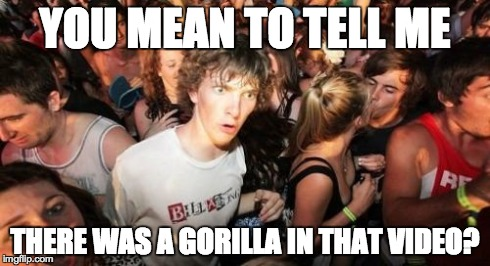 YOU MEAN TO TELL ME
THERE WAS A GORILLA IN THAT VIDEO?
imgflip.com